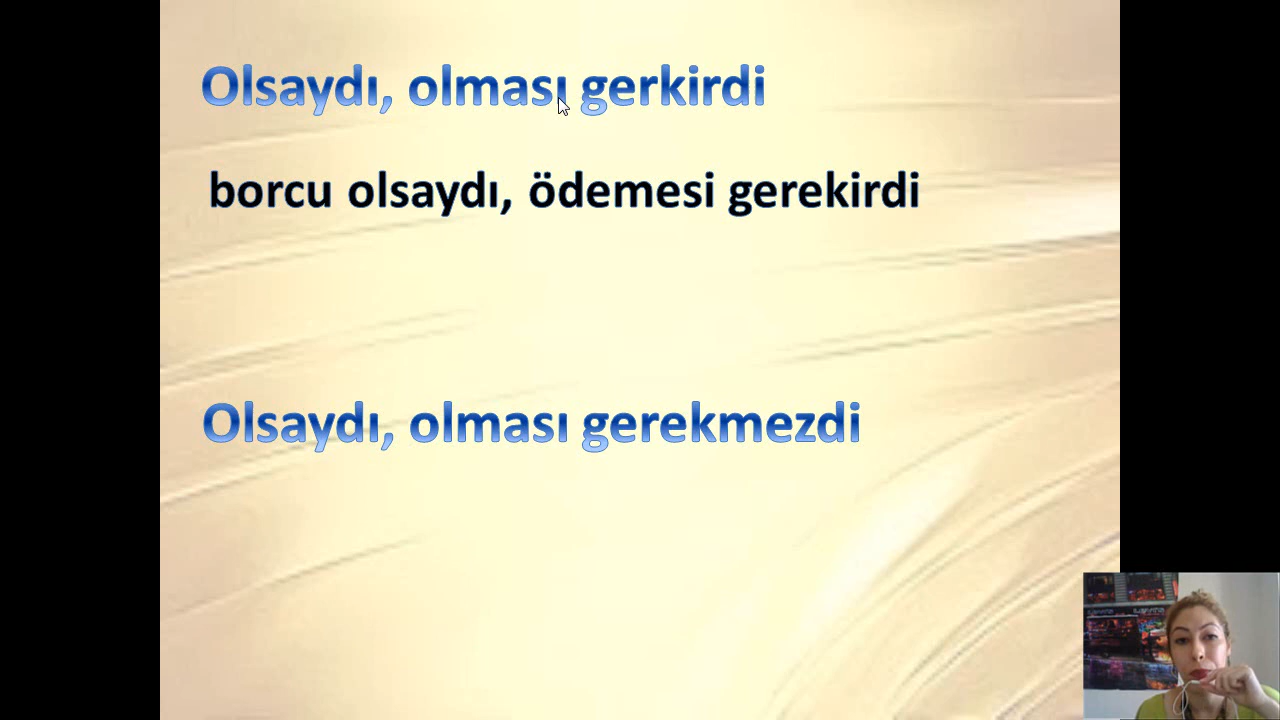 Olsaydı, olması gerkirdi
borcu olsaydı, ödemesi gerekirdi
Olsaydı, olması gerekmezdi